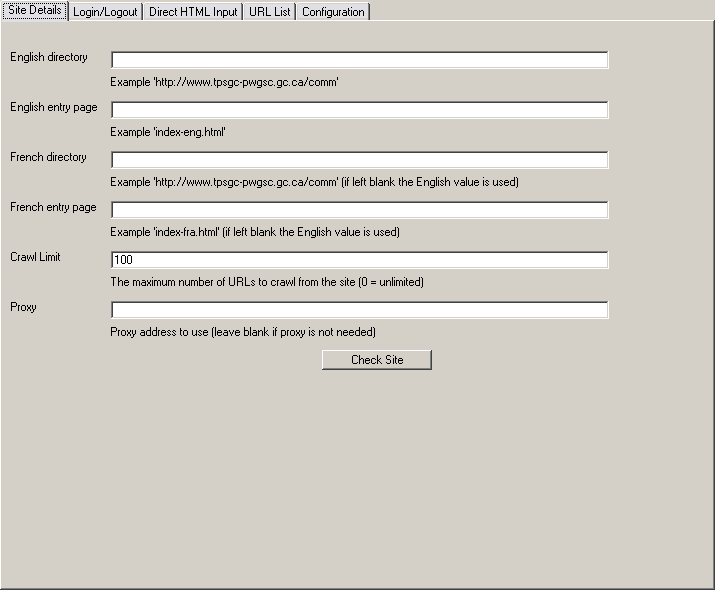 Site Details Login/Logout Direct HTML Input URL List Configuration
English directory
Example 'http://www.tpsgc-pwgsc.gc.ca/comm'
English entry page
Example 'index-eng.html'
French directory
Example 'http://www.tpsgc-pwgsc.gc.ca/comm' (if left blank the English value is used)
French entry page
Example 'index-fra.html' (if left blank the English value is used)
Crawl Limit 100
The maximum number of URLs to crawl from the site (0 = unlimited)
Proxy
Proxy address to use (leave blank if proxy is not needed)
Check Site